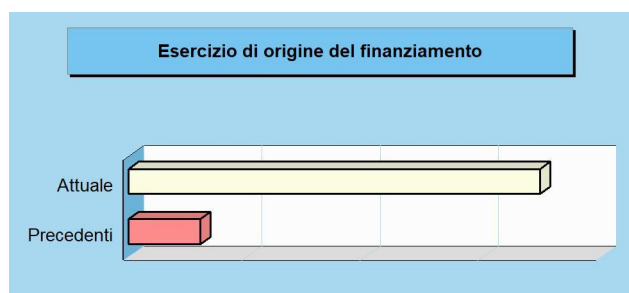 Esercizio di origine del finanziamento
Attuale
Precedenti